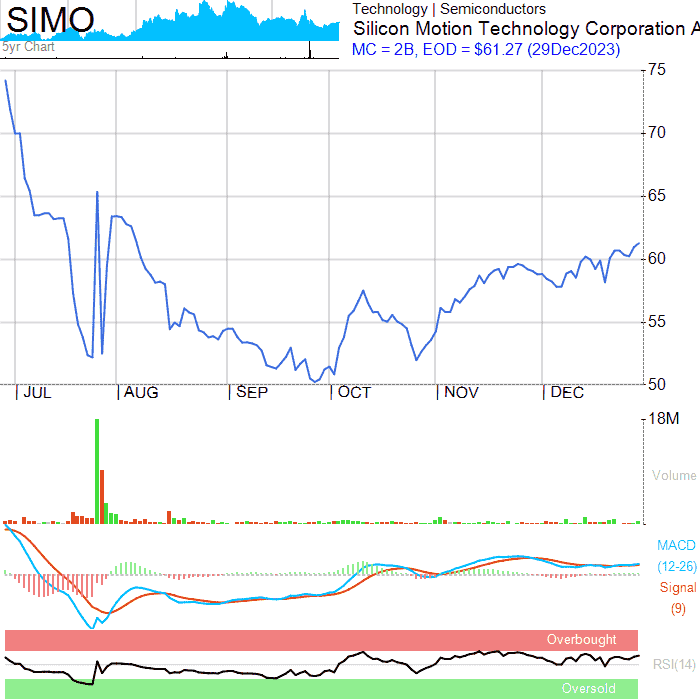 SIMO
5yr Chart
Technology | Semiconductors
Silicon Motion Technology Corporation A
MC = 2B, EOD = $61.27 (29Dec2023)
75
70
65
60
55
50
JUL AUG SEP OCT NOV DEC
18M
Volume
MACD
(12-26)
Signal
(9)
Overbought
RSI(14)
Oversold